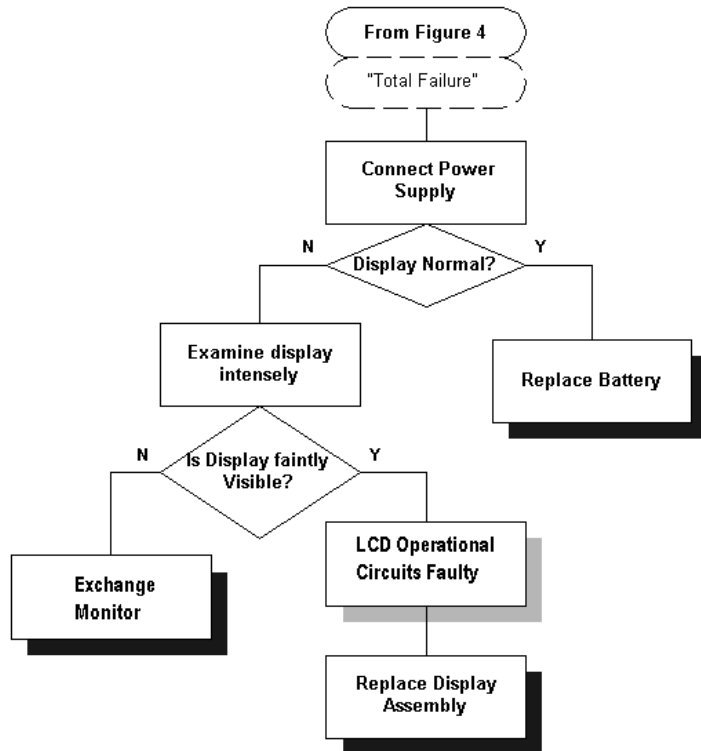 From Figure 4
"Total Failure"
Connect Power
Supply
N
Y
Display Normal?
Examine display
intensely
Replace Battery
N
Is Display faintly
Visible?
Y
LCD Operational
Circuits Faulty
Exchange
Monitor
Replace Display
Assembly